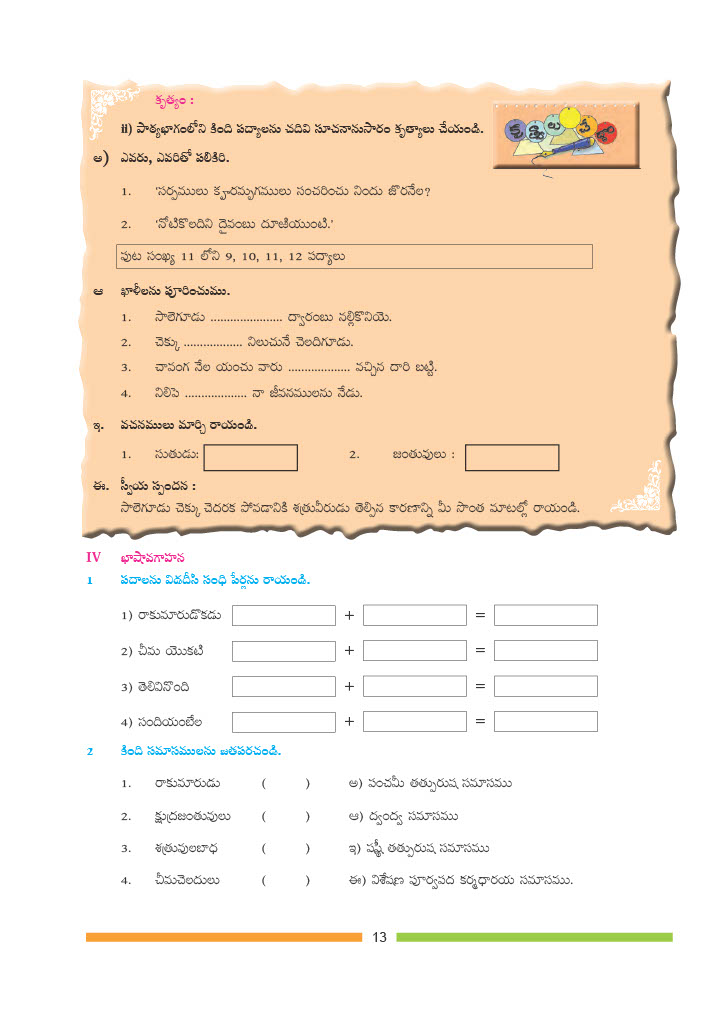 కృత్యం :
ii) పాఠ్యభాగంలోని కింది పద్యాలను చదివి సూచనానుసారం కృత్యాలు చేయండి.
అ) ఎవరు, ఎవరితో పలికిరి.
1. 'సర్పములు కౄరమృగములు సంచరించు నిందు జొరనేల?
2. 'నోటికొలదిని దైవంబు దూఱియుంటి.'
పుట సంఖ్య 11 లోని 9, 10, 11, 12 పద్యాలు
ఆ ఖాళీలను పూరించుము.
1. సాలెగూడు ...................... ద్వారంబు నల్లికొనియె.
2. చెక్కు .................. నిలుచునే చెలదిగూడు.
3. చావంగ నేల యంచు వారు ................... వచ్చిన దారి బట్టి.
4. నిలిపె ................... నా జీవనములను నేడు.
ఇ. వచనములు మార్చి రాయండి.
1. సుతుడు: 2. జంతువులు :
ఈ. స్వీయ స్పందన :
సాలెగూడు చెక్కు చెదరక పోవడానికి శత్రువీరుడు తెల్పిన కారణాన్ని మీ సొంత మాటల్లో రాయండి.
IV భాషావగాహన
1 పదాలను విడదీసి సంధి పేర్లను రాయండి.
1) రాకుమారుడొకడు + =
2) చీమ యొకటి + =
3) తెలివినొంది + =
4) సందియంబేల + =
2 కింది సమాసములను జతపరచండి.
1. రాకుమారుడు ( ) అ) పంచమీ తత్పురుష సమాసము
2. క్షుద్రజంతువులు ( ) ఆ) ద్వంద్వ సమాసము
3. శత్రువులబాధ ( ) ఇ) షష్ఠీ తత్పురుష సమాసము
4. చీమచెలదులు ( ) ఈ) విశేషణ పూర్వపద కర్మధారయ సమాసము.
13